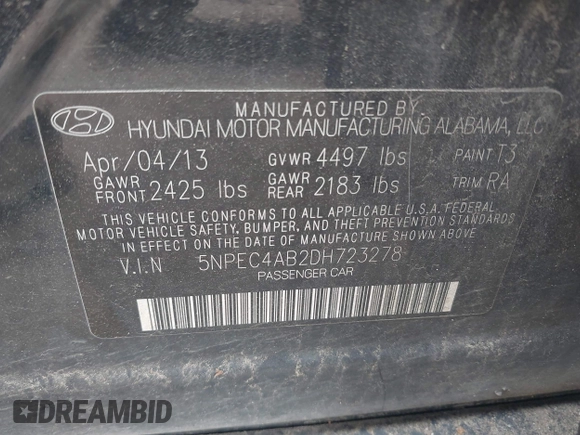 MANUFACTURED BY
HYUNDAI MOTOR MANUFACTURING ALABAMA, LLC
Apr/04/13 GVWR 4497 lbs PAINT T3
GAWR FRONT 2425 lbs GAWR REAR 2183 lbs TRIM RA
THIS VEHICLE CONFORMS TO ALL APPLICABLE U.S.A. FEDERAL
MOTOR VEHICLE SAFETY, BUMPER, AND THEFT PREVENTION STANDARDS
IN EFFECT ON THE DATE OF MANUFACTURE SHOWN ABOVE
V.I.N 5NPEC4AB2DH723278
PASSENGER CAR
DREAMBID